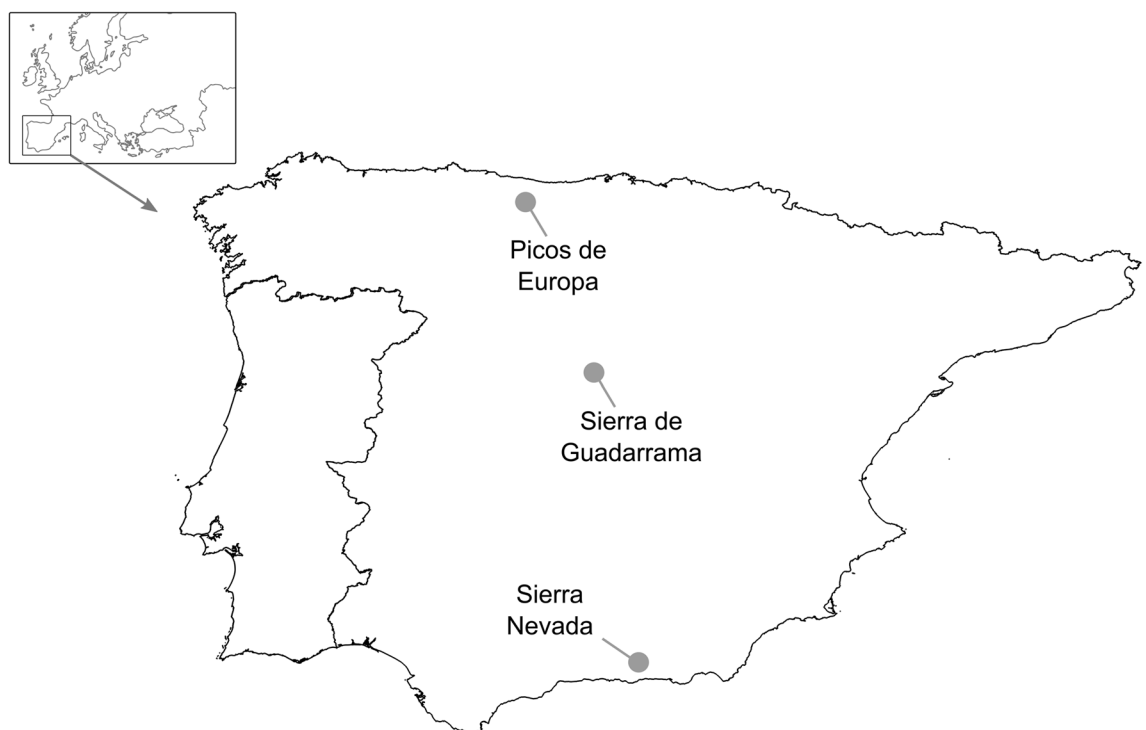 Picos de
Europa
Sierra de
Guadarrama
Sierra
Nevada